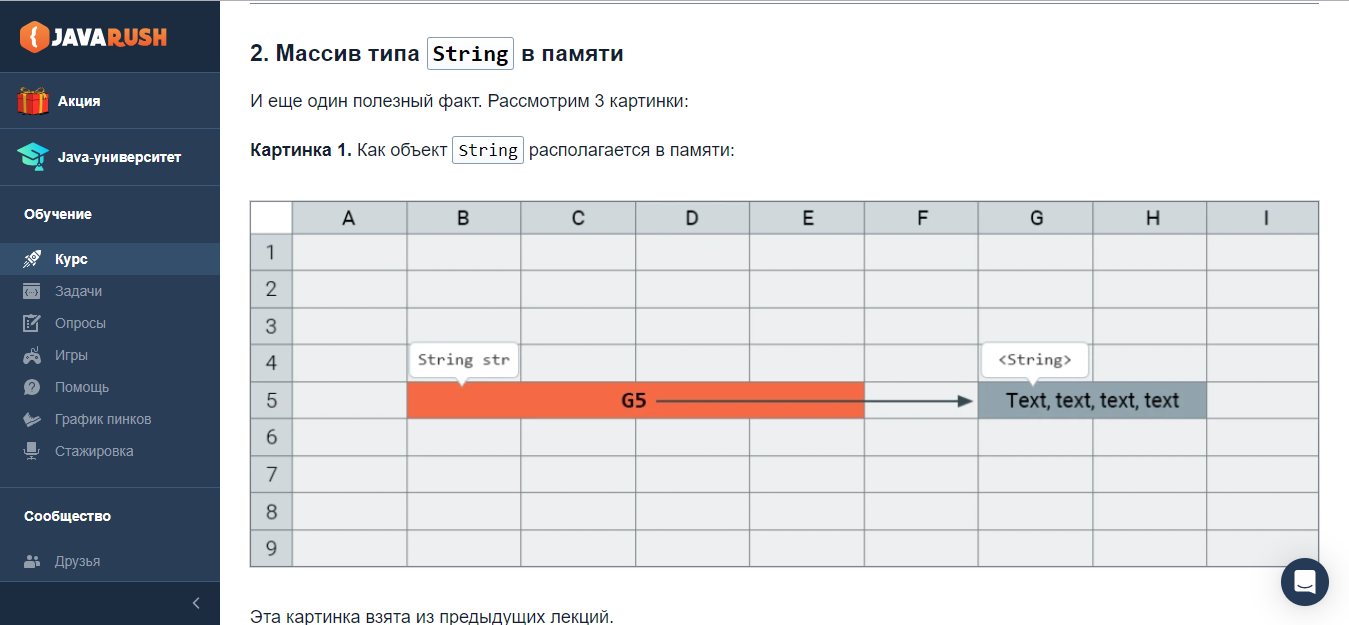 JAVARUSH
Акция
Java-университет
Обучение
Курс
Задачи
Опросы
Игры
Помощь
График пинков
Стажировка
Сообщество
Друзья
2. Массив типа String в памяти
И еще один полезный факт. Рассмотрим 3 картинки:
Картинка 1. Как объект String располагается в памяти:
A B C D E F G H I
1
2
3
4 String str <String>
5 G5 Text, text, text, text
6
7
8
9
Эта картинка взята из предыдущих лекций.